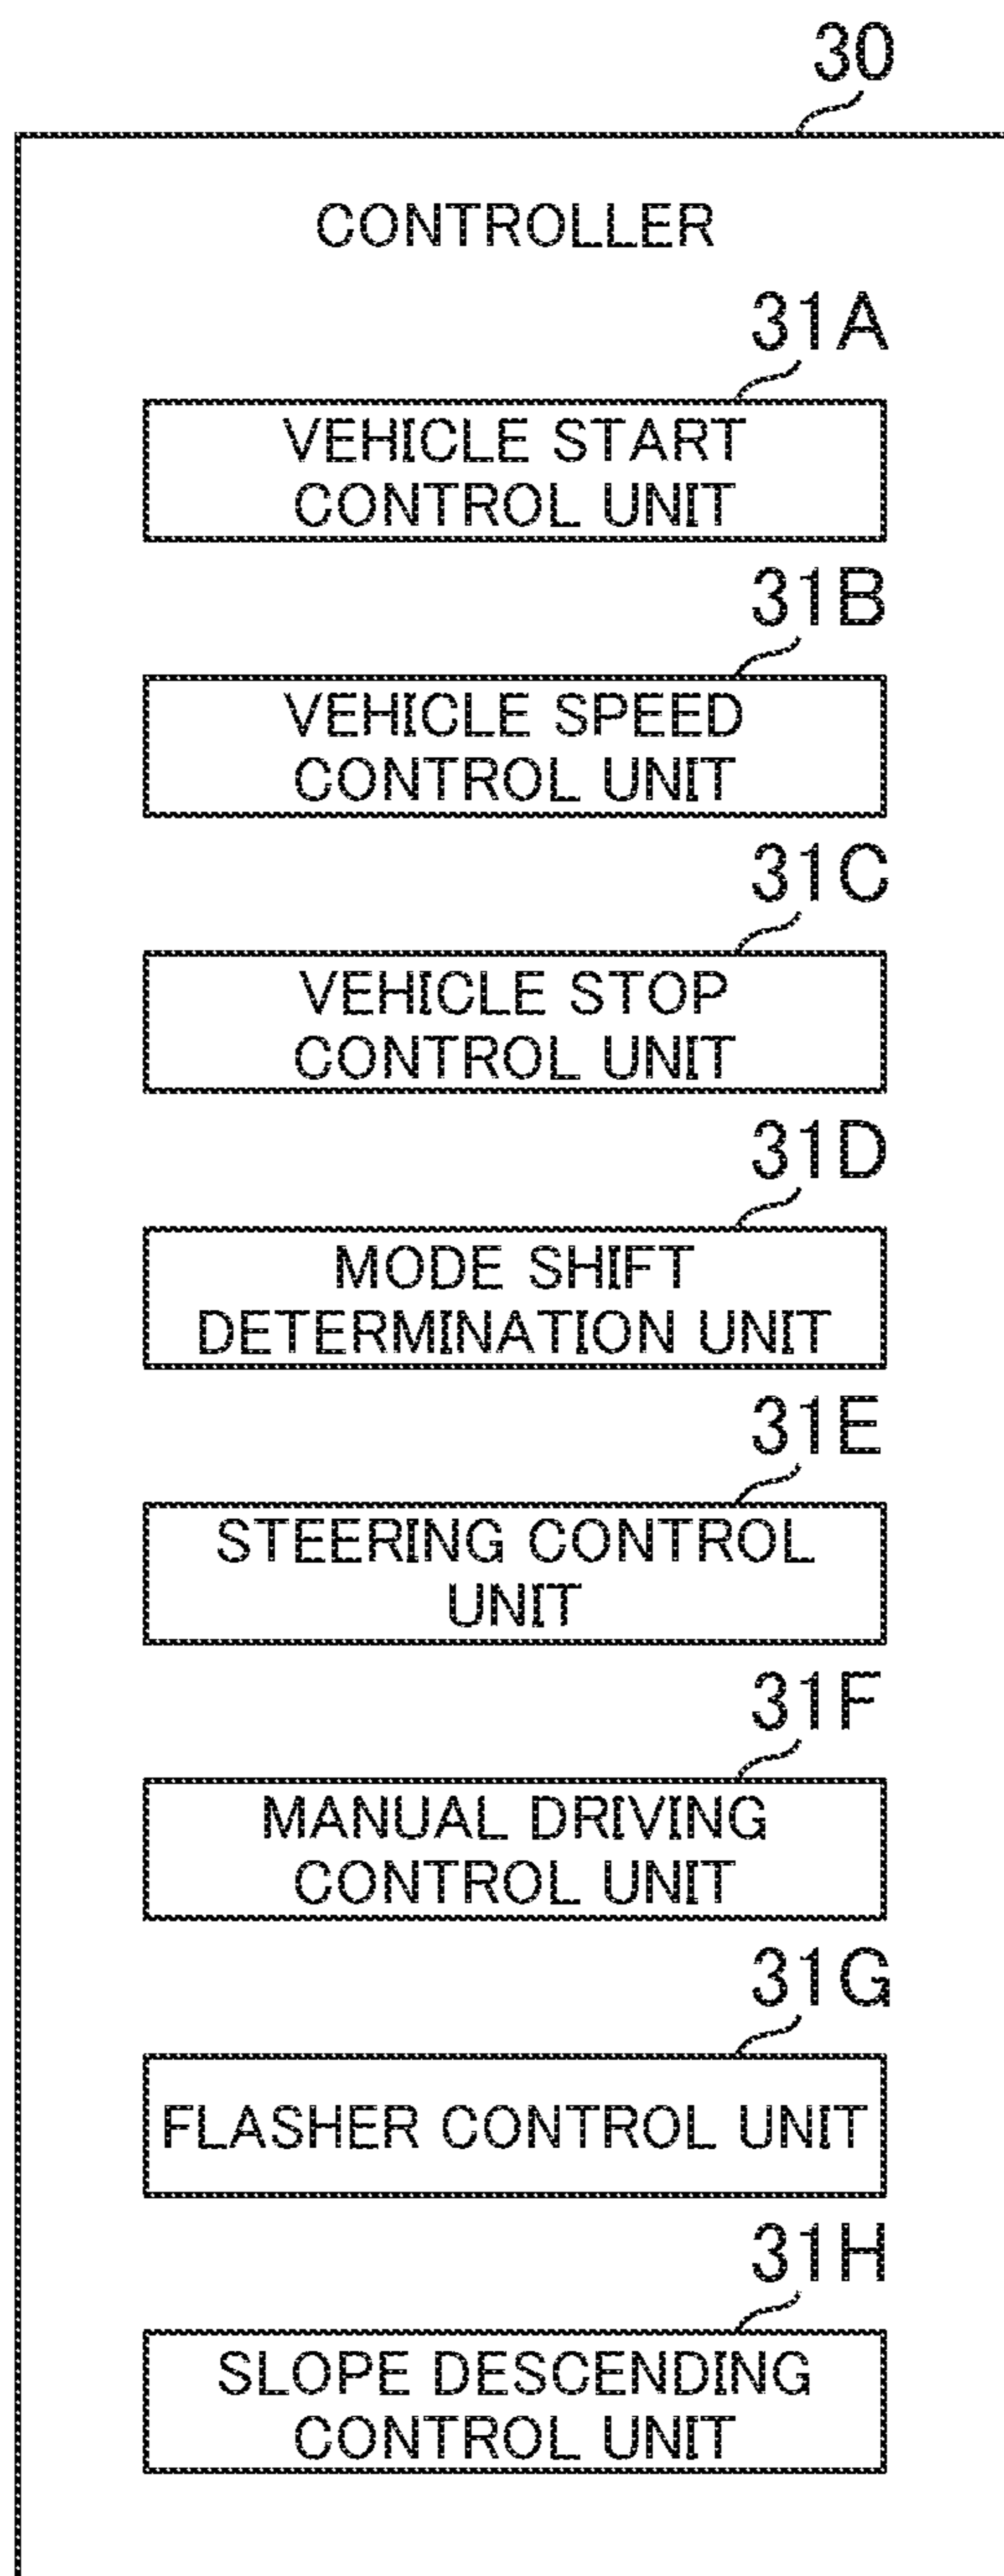 30
CONTROLLER
31A
VEHICLE START
CONTROL UNIT
31B
VEHICLE SPEED
CONTROL UNIT
31C
VEHICLE STOP
CONTROL UNIT
31D
MODE SHIFT
DETERMINATION UNIT
31E
STEERING CONTROL
UNIT
31F
MANUAL DRIVING
CONTROL UNIT
31G
FLASHER CONTROL UNIT
31H
SLOPE DESCENDING
CONTROL UNIT